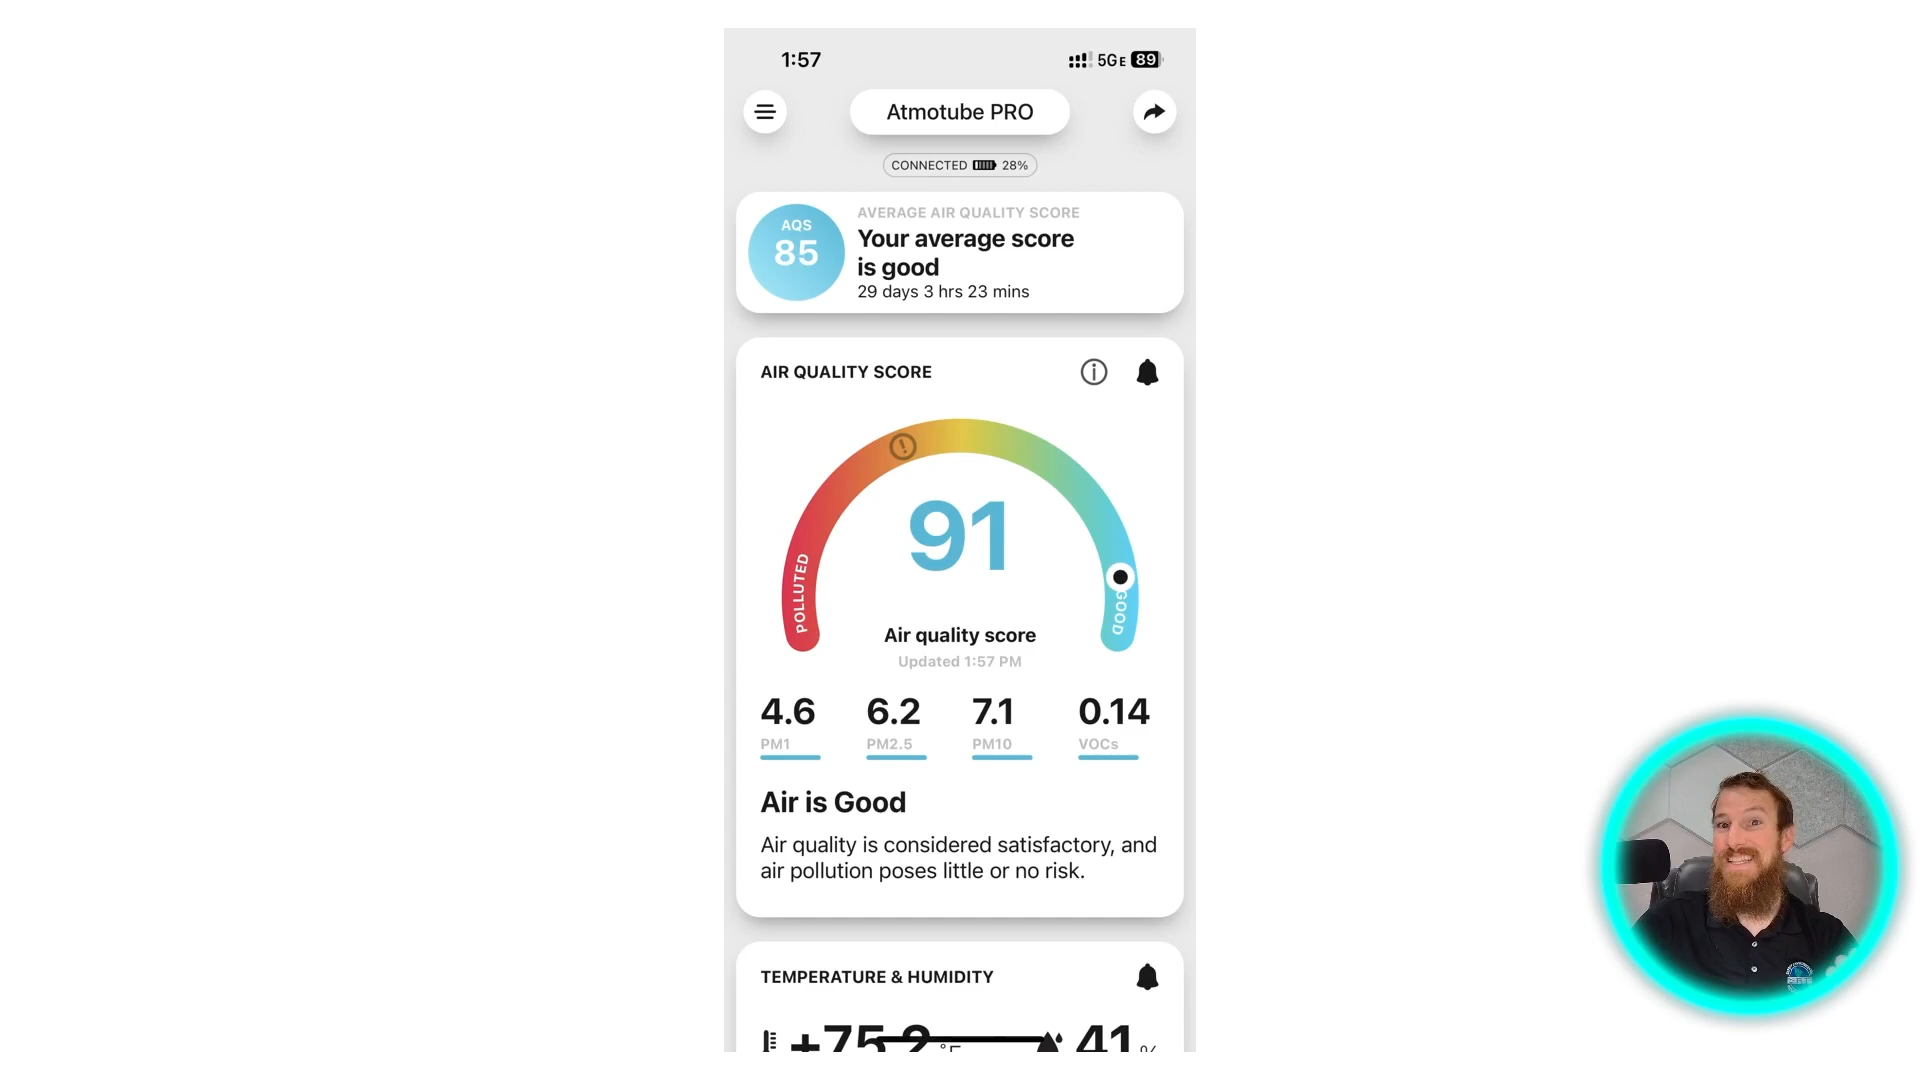 1:57
5GE 89
Atmotube PRO
CONNECTED 28%
AQS
85
AVERAGE AIR QUALITY SCORE
Your average score
is good
29 days 3 hrs 23 mins
AIR QUALITY SCORE
POLLUTED
GOOD
91
Air quality score
Updated 1:57 PM
4.6 6.2 7.1 0.14
PM1 PM2.5 PM10 VOCs
Air is Good
Air quality is considered satisfactory, and
air pollution poses little or no risk.
TEMPERATURE & HUMIDITY
+75.2 °F 41 %